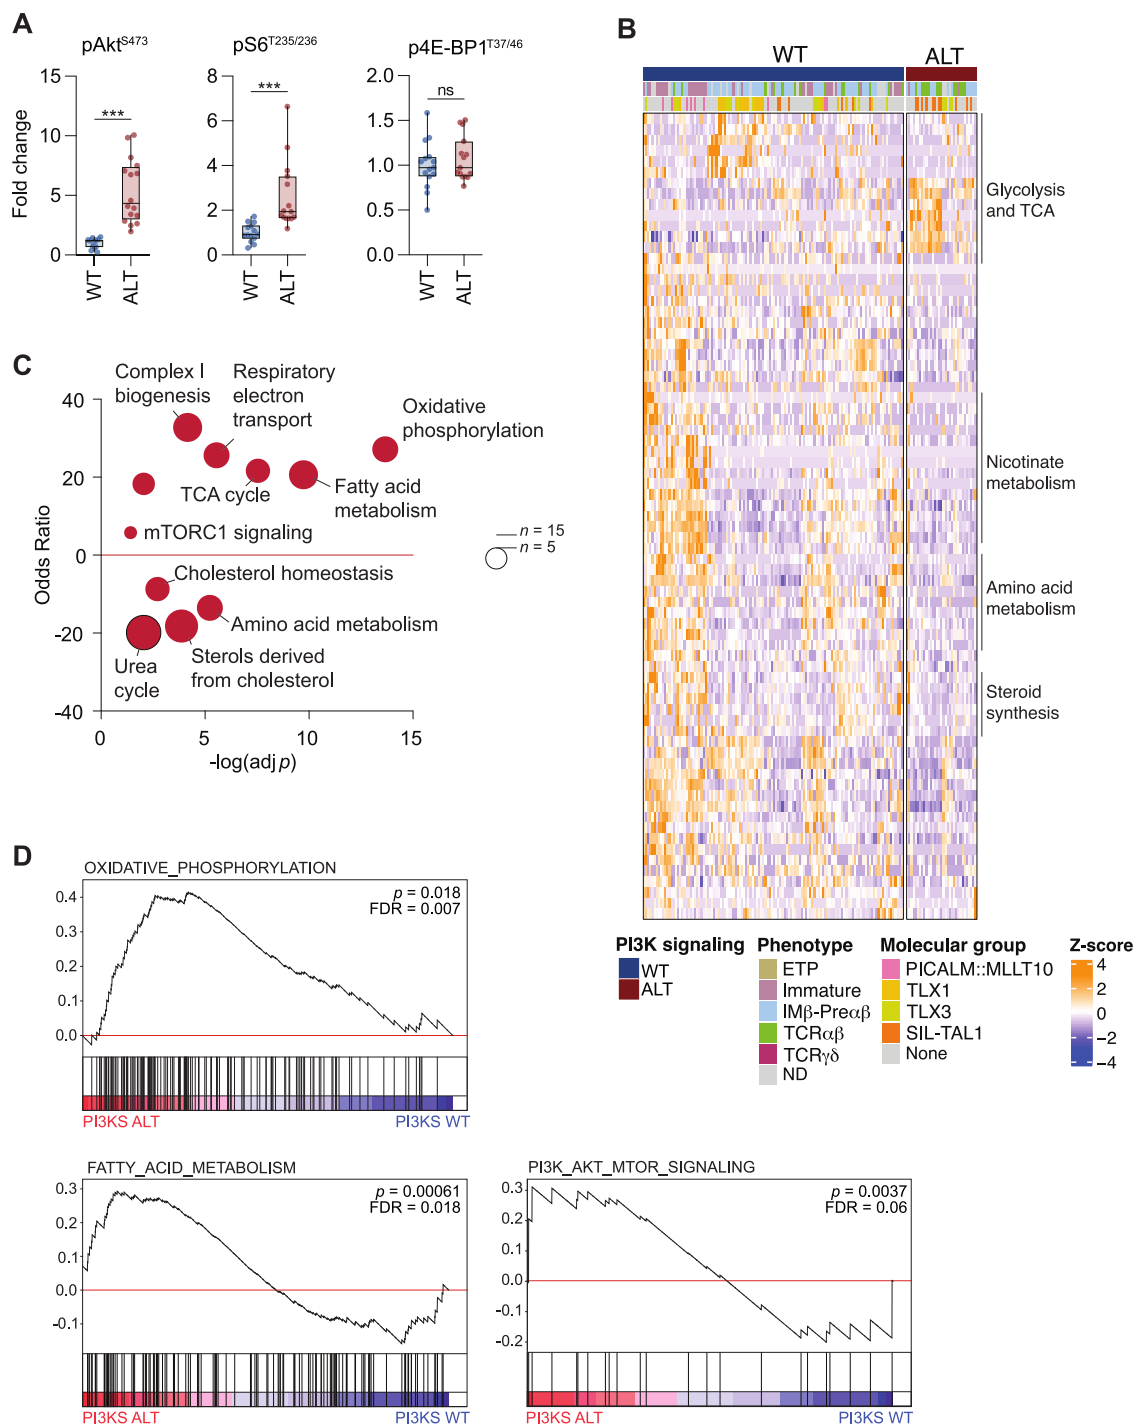 A
pAktS473
pS6T235/236
p4E-BP1T37/46
Fold change
15
10
5
0
***
WT
ALT
8
6
4
2
0
***
WT
ALT
2.0
1.5
1.0
0.5
0.0
ns
WT
ALT
B
WT
ALT
Glycolysis
and TCA
Nicotinate
metabolism
Amino acid
metabolism
Steroid
synthesis
PI3K signaling
WT
ALT
Phenotype
ETP
Immature
IMβ-Preαβ
TCRαβ
TCRγδ
ND
Molecular group
PICALM::MLLT10
TLX1
TLX3
SIL-TAL1
None
Z-score
4
2
0
−2
−4
C
Complex I
biogenesis
Respiratory
electron
transport
Oxidative
phosphorylation
TCA cycle
Fatty acid
metabolism
mTORC1 signaling
Cholesterol homeostasis
Amino acid metabolism
Urea
cycle
Sterols derived
from cholesterol
n = 15
n = 5
Odds Ratio
40
20
0
-20
-40
0
5
10
15
-log(adj p)
D
OXIDATIVE_PHOSPHORYLATION
p = 0.018
FDR = 0.007
0.4
0.3
0.2
0.1
0.0
PI3KS ALT
PI3KS WT
FATTY_ACID_METABOLISM
p = 0.00061
FDR = 0.018
0.3
0.2
0.1
0.0
-0.1
PI3KS ALT
PI3KS WT
PI3K_AKT_MTOR_SIGNALING
p = 0.0037
FDR = 0.06
0.3
0.2
0.1
0.0
-0.1
-0.2
PI3KS ALT
PI3KS WT